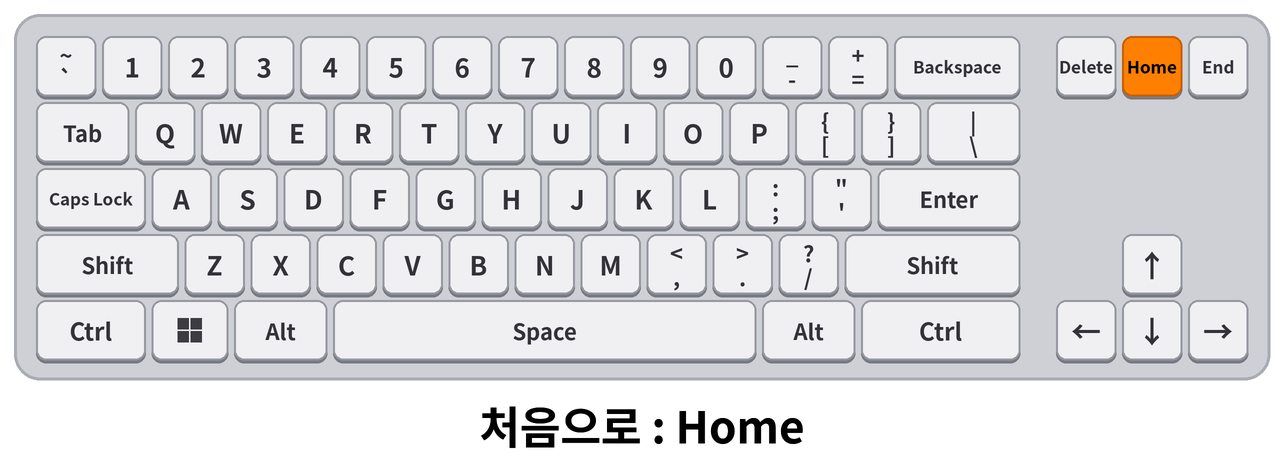 ~ ` 1 2 3 4 5 6 7 8 9 0 _ - + = Backspace Delete Home End
Tab Q W E R T Y U I O P { [ } ] | \
Caps Lock A S D F G H J K L : ; " ' Enter
Shift Z X C V B N M < , > . ? / Shift ↑
Ctrl Alt Space Alt Ctrl ← ↓ →
처음으로 : Home